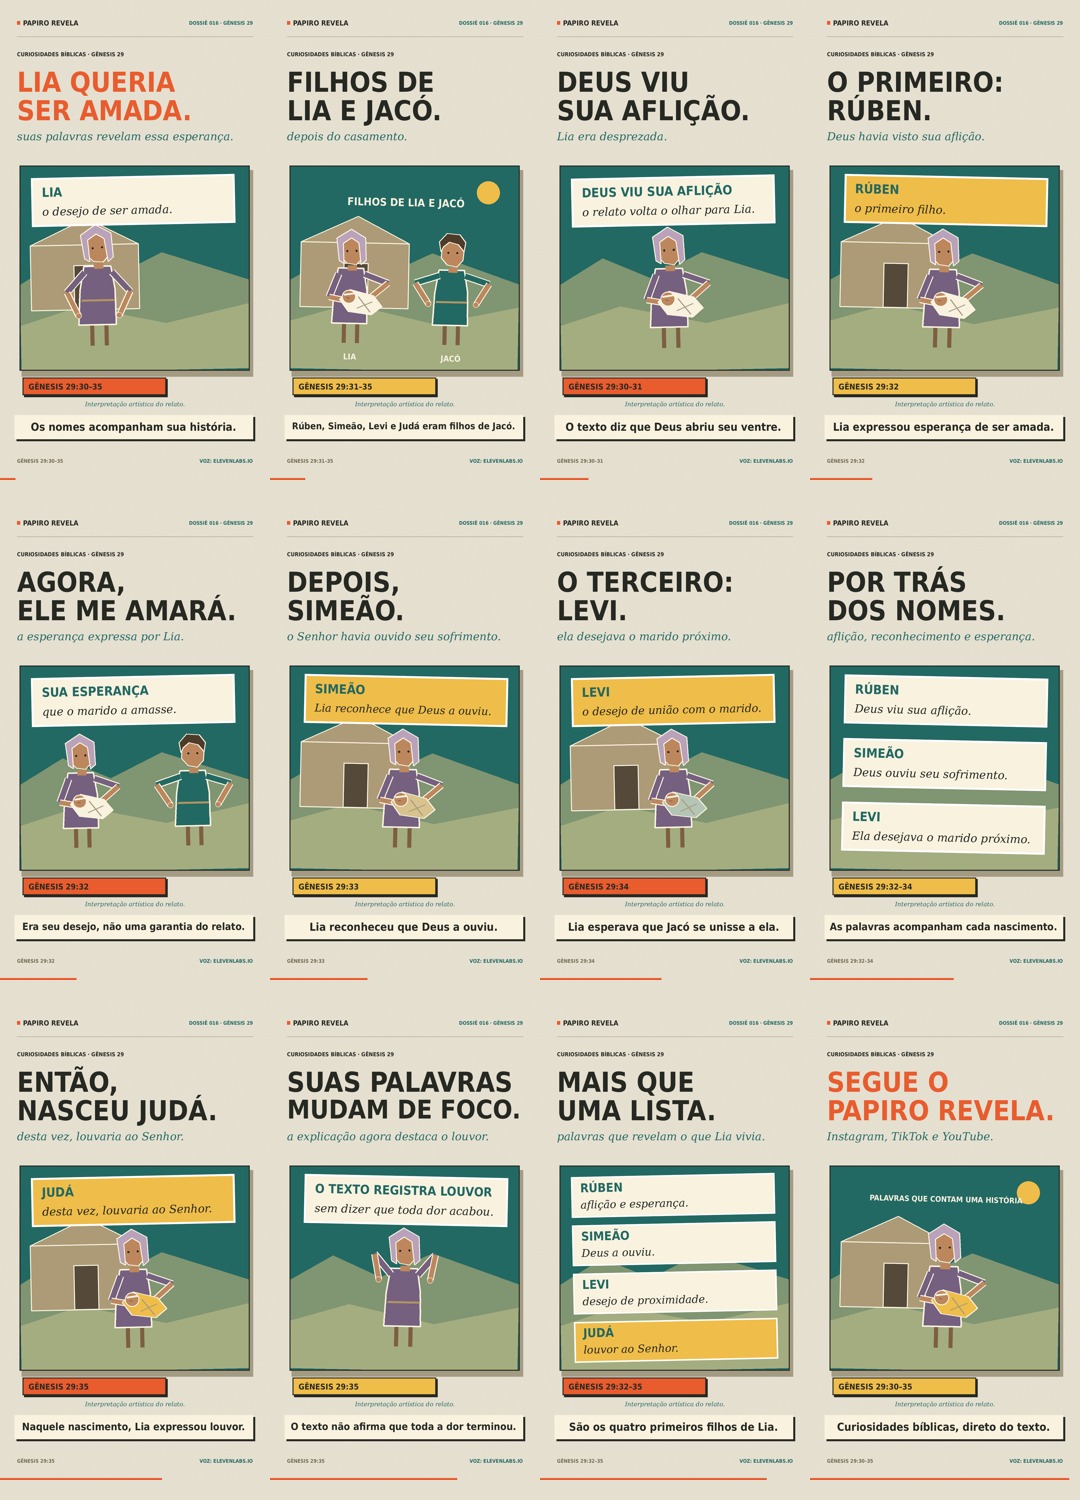 PAPIRO REVELA
DOSSIÊ 016 · GÊNESIS 29
CURIOSIDADES BÍBLICAS · GÊNESIS 29
LIA QUERIA
SER AMADA.
suas palavras revelam essa esperança.
LIA
o desejo de ser amada.
GÊNESIS 29:30–35
Interpretação artística do relato.
Os nomes acompanham sua história.
GÊNESIS 29:30–35
VOZ: ELEVENLABS.IO
PAPIRO REVELA
DOSSIÊ 016 · GÊNESIS 29
CURIOSIDADES BÍBLICAS · GÊNESIS 29
FILHOS DE
LIA E JACÓ.
depois do casamento.
FILHOS DE LIA E JACÓ
LIA
JACÓ
GÊNESIS 29:31–35
Interpretação artística do relato.
Rúben, Simeão, Levi e Judá eram filhos de Jacó.
GÊNESIS 29:31–35
VOZ: ELEVENLABS.IO
PAPIRO REVELA
DOSSIÊ 016 · GÊNESIS 29
CURIOSIDADES BÍBLICAS · GÊNESIS 29
DEUS VIU
SUA AFLIÇÃO.
Lia era desprezada.
DEUS VIU SUA AFLIÇÃO
o relato volta o olhar para Lia.
GÊNESIS 29:30–31
Interpretação artística do relato.
O texto diz que Deus abriu seu ventre.
GÊNESIS 29:30–31
VOZ: ELEVENLABS.IO
PAPIRO REVELA
DOSSIÊ 016 · GÊNESIS 29
CURIOSIDADES BÍBLICAS · GÊNESIS 29
O PRIMEIRO:
RÚBEN.
Deus havia visto sua aflição.
RÚBEN
o primeiro filho.
GÊNESIS 29:32
Interpretação artística do relato.
Lia expressou esperança de ser amada.
GÊNESIS 29:32
VOZ: ELEVENLABS.IO
PAPIRO REVELA
DOSSIÊ 016 · GÊNESIS 29
CURIOSIDADES BÍBLICAS · GÊNESIS 29
AGORA,
ELE ME AMARÁ.
a esperança expressa por Lia.
SUA ESPERANÇA
que o marido a amasse.
GÊNESIS 29:32
Interpretação artística do relato.
Era seu desejo, não uma garantia do relato.
GÊNESIS 29:32
VOZ: ELEVENLABS.IO
PAPIRO REVELA
DOSSIÊ 016 · GÊNESIS 29
CURIOSIDADES BÍBLICAS · GÊNESIS 29
DEPOIS,
SIMEÃO.
o Senhor havia ouvido seu sofrimento.
SIMEÃO
Lia reconhece que Deus a ouviu.
GÊNESIS 29:33
Interpretação artística do relato.
Lia reconheceu que Deus a ouviu.
GÊNESIS 29:33
VOZ: ELEVENLABS.IO
PAPIRO REVELA
DOSSIÊ 016 · GÊNESIS 29
CURIOSIDADES BÍBLICAS · GÊNESIS 29
O TERCEIRO:
LEVI.
ela desejava o marido próximo.
LEVI
o desejo de união com o marido.
GÊNESIS 29:34
Interpretação artística do relato.
Lia esperava que Jacó se unisse a ela.
GÊNESIS 29:34
VOZ: ELEVENLABS.IO
PAPIRO REVELA
DOSSIÊ 016 · GÊNESIS 29
CURIOSIDADES BÍBLICAS · GÊNESIS 29
POR TRÁS
DOS NOMES.
aflição, reconhecimento e esperança.
RÚBEN
Deus viu sua aflição.
SIMEÃO
Deus ouviu seu sofrimento.
LEVI
Ela desejava o marido próximo.
GÊNESIS 29:32–34
Interpretação artística do relato.
As palavras acompanham cada nascimento.
GÊNESIS 29:32–34
VOZ: ELEVENLABS.IO
PAPIRO REVELA
DOSSIÊ 016 · GÊNESIS 29
CURIOSIDADES BÍBLICAS · GÊNESIS 29
ENTÃO,
NASCEU JUDÁ.
desta vez, louvaria ao Senhor.
JUDÁ
desta vez, louvaria ao Senhor.
GÊNESIS 29:35
Interpretação artística do relato.
Naquele nascimento, Lia expressou louvor.
GÊNESIS 29:35
VOZ: ELEVENLABS.IO
PAPIRO REVELA
DOSSIÊ 016 · GÊNESIS 29
CURIOSIDADES BÍBLICAS · GÊNESIS 29
SUAS PALAVRAS
MUDAM DE FOCO.
a explicação agora destaca o louvor.
O TEXTO REGISTRA LOUVOR
sem dizer que toda dor acabou.
GÊNESIS 29:35
Interpretação artística do relato.
O texto não afirma que toda a dor terminou.
GÊNESIS 29:35
VOZ: ELEVENLABS.IO
PAPIRO REVELA
DOSSIÊ 016 · GÊNESIS 29
CURIOSIDADES BÍBLICAS · GÊNESIS 29
MAIS QUE
UMA LISTA.
palavras que revelam o que Lia vivia.
RÚBEN
aflição e esperança.
SIMEÃO
Deus a ouviu.
LEVI
desejo de proximidade.
JUDÁ
louvor ao Senhor.
GÊNESIS 29:32–35
Interpretação artística do relato.
São os quatro primeiros filhos de Lia.
GÊNESIS 29:32–35
VOZ: ELEVENLABS.IO
PAPIRO REVELA
DOSSIÊ 016 · GÊNESIS 29
CURIOSIDADES BÍBLICAS · GÊNESIS 29
SEGUE O
PAPIRO REVELA.
Instagram, TikTok e YouTube.
PALAVRAS QUE CONTAM UMA HISTÓRIA
GÊNESIS 29:30–35
Interpretação artística do relato.
Curiosidades bíblicas, direto do texto.
GÊNESIS 29:30–35
VOZ: ELEVENLABS.IO